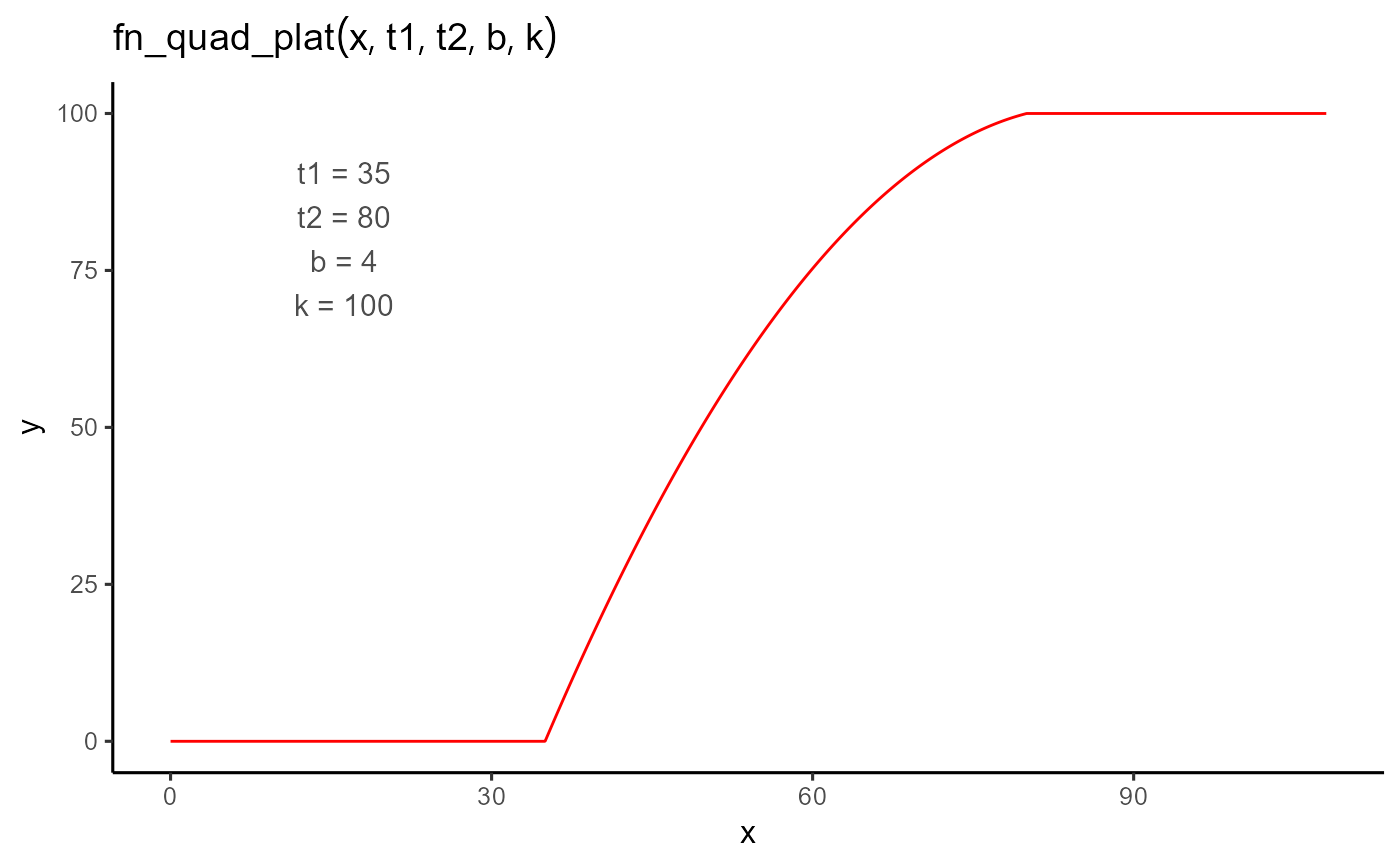 fn_quad_plat(x, t1, t2, b, k)
100
t1 = 35
t2 = 80
b = 4
k = 100
75
50
25
0
y
0 30 60 90
x